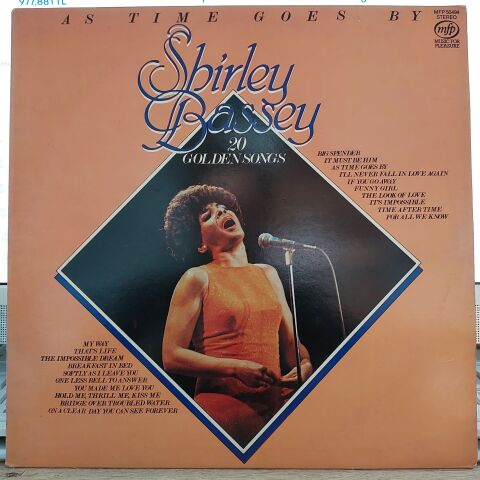 AS TIME GOES BY
MFP 50494
STEREO
mfp
MUSIC FOR
PLEASURE
Shirley
Bassey
20
GOLDEN SONGS
BIG SPENDER
IT MUST BE HIM
AS TIME GOES BY
I'LL NEVER FALL IN LOVE AGAIN
IF YOU GO AWAY
FUNNY GIRL
THE LOOK OF LOVE
IT'S IMPOSSIBLE
TIME AFTER TIME
FOR ALL WE KNOW
MY WAY
THAT'S LIFE
THE IMPOSSIBLE DREAM
BREAKFAST IN BED
SOFTLY AS I LEAVE YOU
ONE LESS BELL TO ANSWER
YOU MADE ME LOVE YOU
HOLD ME, THRILL ME, KISS ME
BRIDGE OVER TROUBLED WATER
ON A CLEAR DAY YOU CAN SEE FOREVER